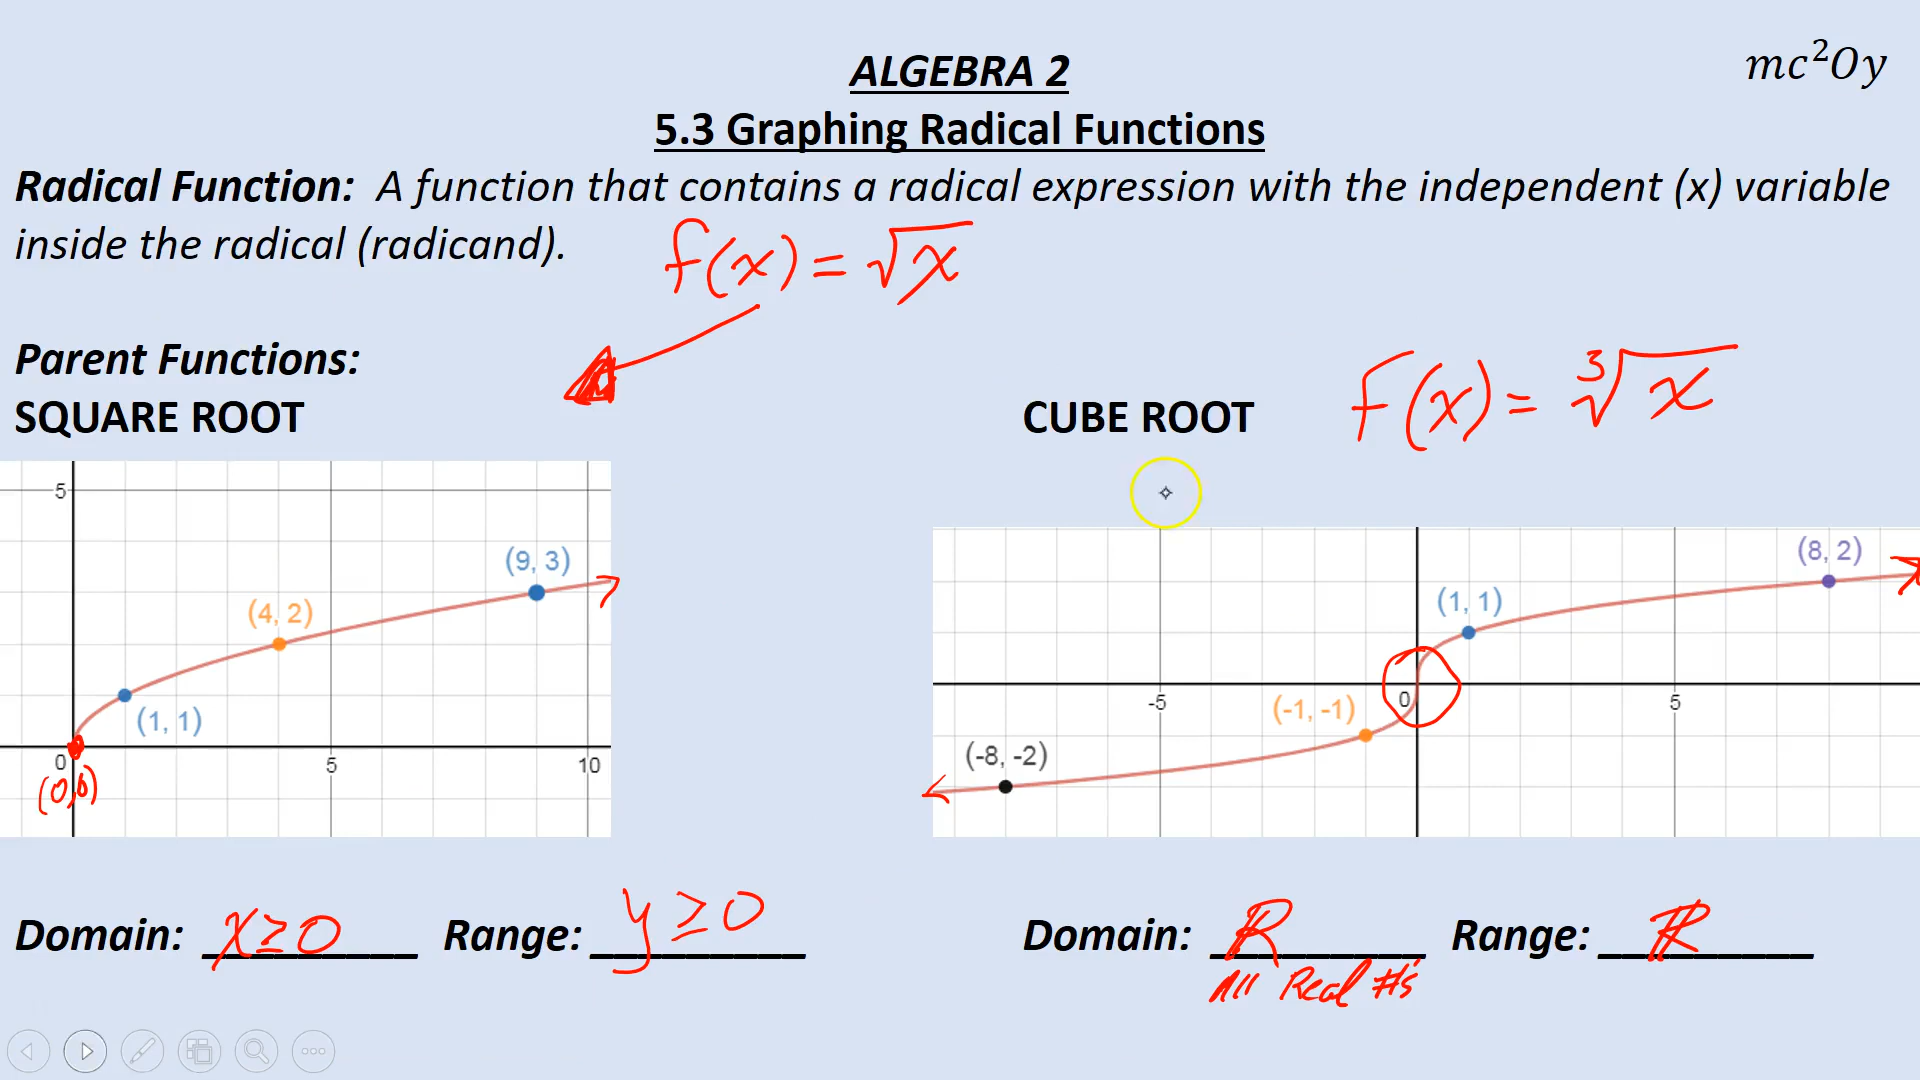 ALGEBRA 2
mc²Oy
5.3 Graphing Radical Functions
Radical Function: A function that contains a radical expression with the independent (x) variable
inside the radical (radicand).
f(x) = √x
Parent Functions:
SQUARE ROOT
CUBE ROOT
f(x) = ∛x
5
(9, 3)
(4, 2)
(1, 1)
0
5
10
(0,0)
(8, 2)
(1, 1)
-5
0
5
(-1, -1)
(-8, -2)
Domain: x ≥ 0 Range: y ≥ 0
Domain: ℝ Range: ℝ
All Real #'s